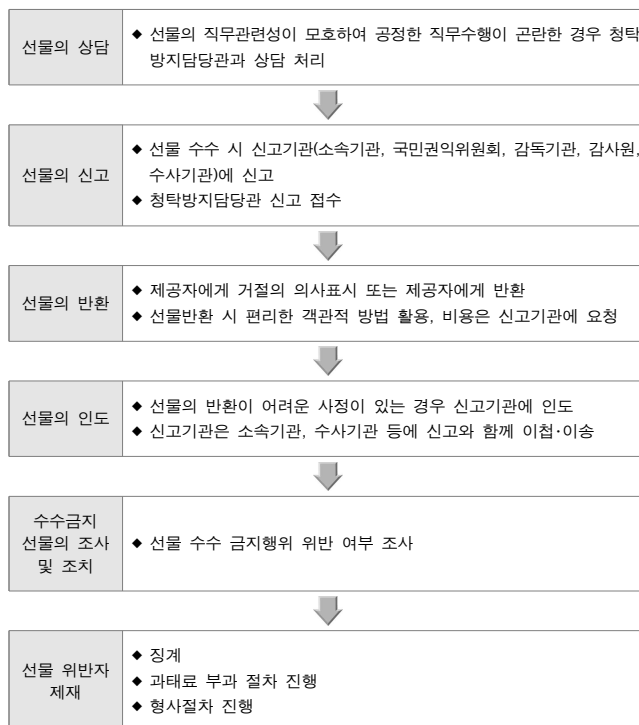 선물의 상담
◆ 선물의 직무관련성이 모호하여 공정한 직무수행이 곤란한 경우 청탁
방지담당관과 상담 처리
선물의 신고
◆ 선물 수수 시 신고기관(소속기관, 국민권익위원회, 감독기관, 감사원,
수사기관)에 신고
◆ 청탁방지담당관 신고 접수
선물의 반환
◆ 제공자에게 거절의 의사표시 또는 제공자에게 반환
◆ 선물반환 시 편리한 객관적 방법 활용, 비용은 신고기관에 요청
선물의 인도
◆ 선물의 반환이 어려운 사정이 있는 경우 신고기관에 인도
◆ 신고기관은 소속기관, 수사기관 등에 신고와 함께 이첩·이송
수수금지
선물의 조사
및 조치
◆ 선물 수수 금지행위 위반 여부 조사
선물 위반자
제재
◆ 징계
◆ 과태료 부과 절차 진행
◆ 형사절차 진행